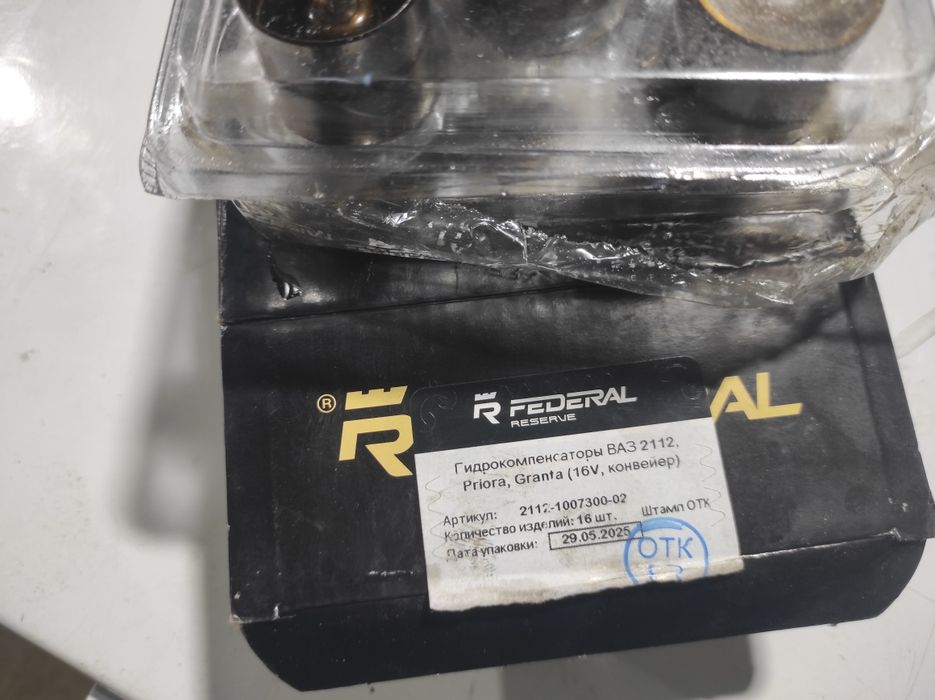 ® R AL
R FEDERAL
RESERVE
Гидрокомпенсаторы ВАЗ 2112,
Priora, Granta (16V, конвейер)
Артикул: 2112-1007300-02
Количество изделий: 16 шт. Штамп ОТК
Дата упаковки: 29.05.2025
ОТК